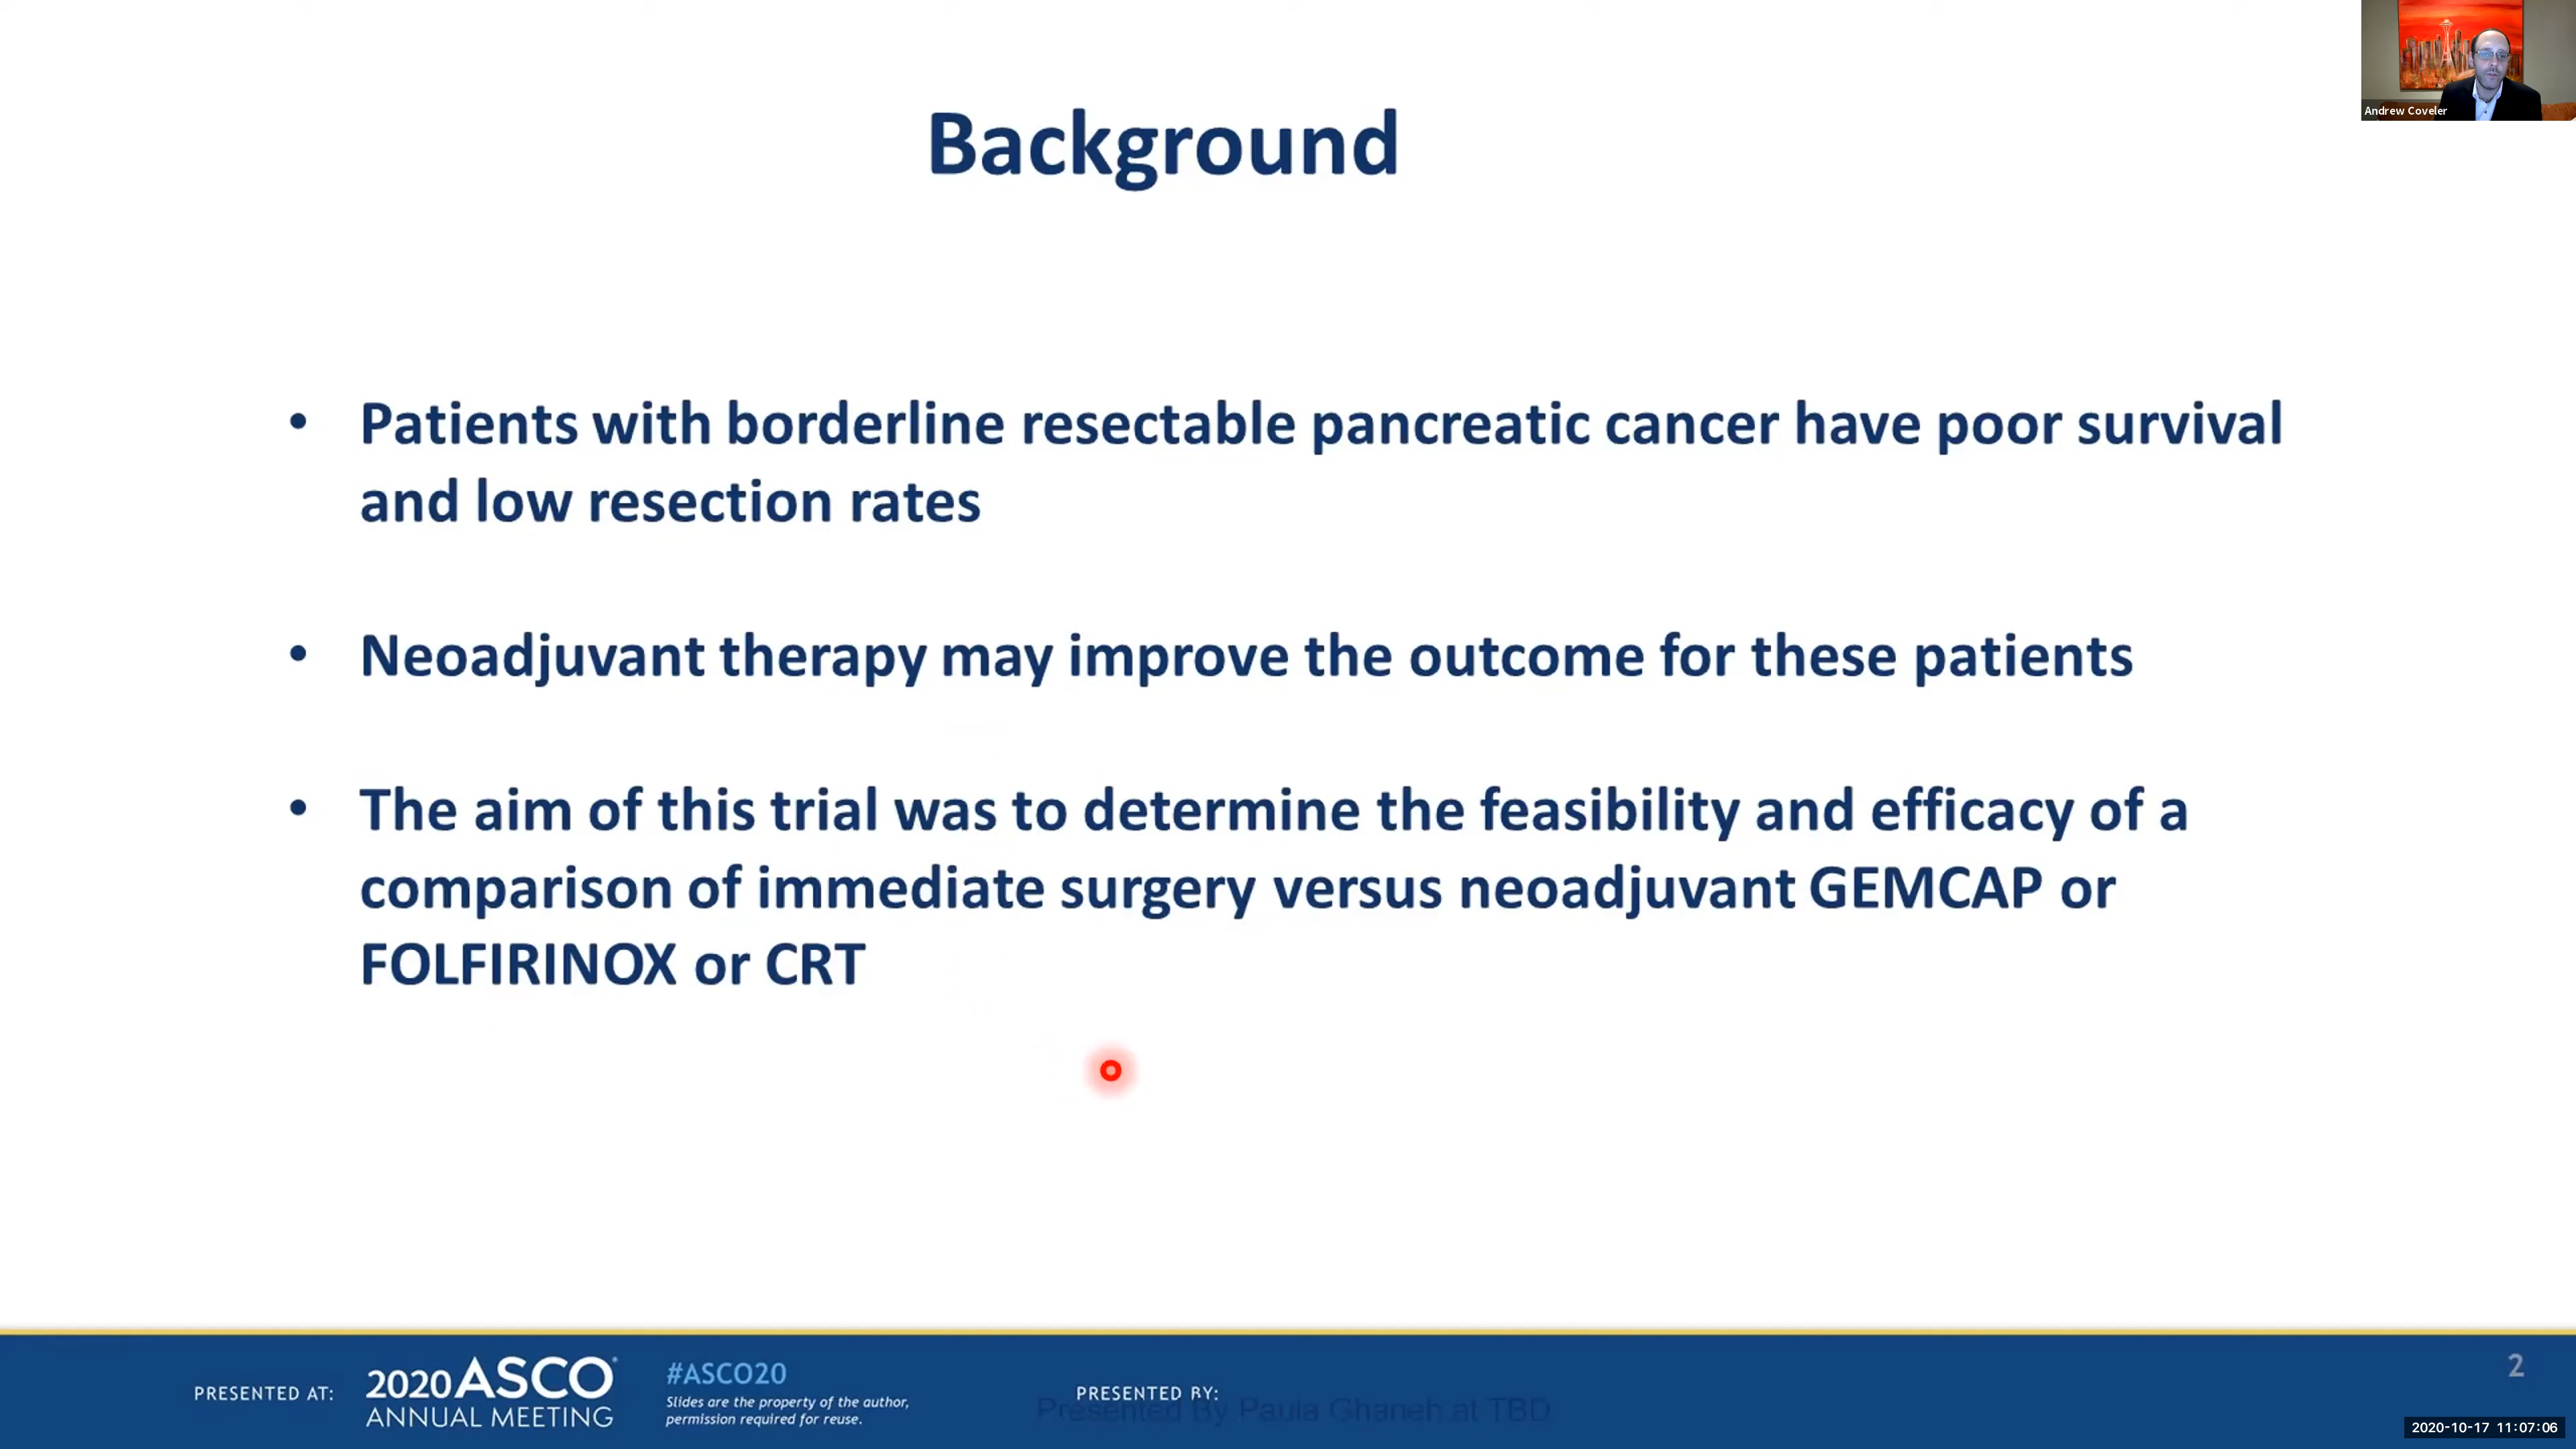 Andrew Coveler
Background
• Patients with borderline resectable pancreatic cancer have poor survival
and low resection rates
• Neoadjuvant therapy may improve the outcome for these patients
• The aim of this trial was to determine the feasibility and efficacy of a
comparison of immediate surgery versus neoadjuvant GEMCAP or
FOLFIRINOX or CRT
PRESENTED AT:
2020 ASCO®
ANNUAL MEETING
#ASCO20
Slides are the property of the author,
permission required for reuse.
PRESENTED BY:
Presented By Paula Ghaneh at TBD
2
2020-10-17 11:07:06